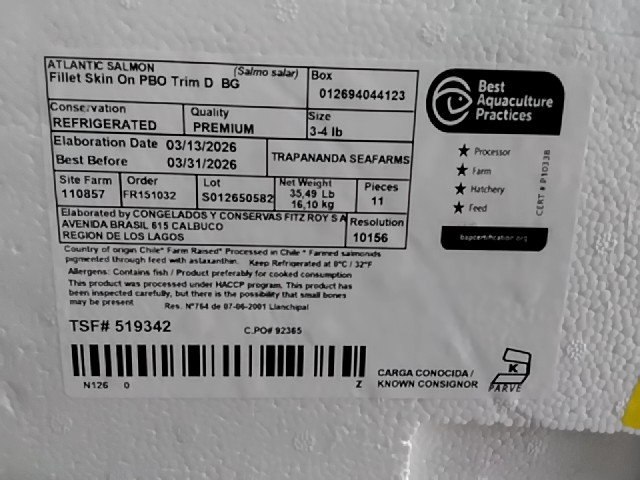 ATLANTIC SALMON (Salmo salar)
Fillet Skin On PBO Trim D BG
Box
012694044123
Conservation
REFRIGERATED
Quality
PREMIUM
Size
3-4 lb
Elaboration Date 03/13/2026
Best Before 03/31/2026
TRAPANANDA SEAFARMS
Site Farm
110857
Order
FR151032
Lot
S012650582
Net Weight
35,49 Lb
16,10 kg
Pieces
11
Elaborated by CONGELADOS Y CONSERVAS FITZ ROY S A
AVENIDA BRASIL 615 CALBUCO
REGION DE LOS LAGOS
Resolution
10156
Country of origin Chile* Farm Raised* Processed in Chile * Farmed salmonids
pigmented through feed with astaxanthin. Keep Refrigerated at 0°C / 32°F
Allergens: Contains fish / Product preferably for cooked consumption
This product was processed under HACCP program. This product has
been inspected carefully, but there is the possibility that small bones
may be present
Res. N°764 de 07-06-2001 Llanchipal
TSF# 519342
C.PO# 92365
N126 0 Z
CARGA CONOCIDA /
KNOWN CONSIGNOR
K
PARVE
Best
Aquaculture
Practices
Processor
Farm
Hatchery
Feed
CERT # P11033B
bapcertification.org